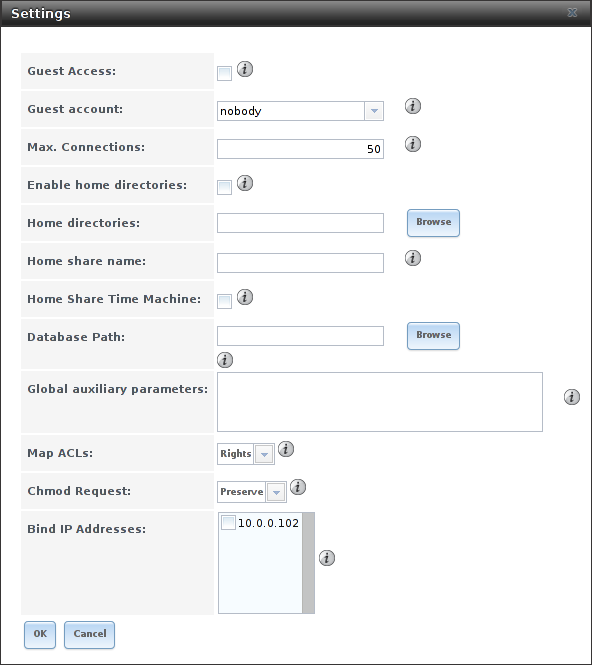 Settings
Guest Access:
Guest account: nobody
Max. Connections: 50
Enable home directories:
Home directories: Browse
Home share name:
Home Share Time Machine:
Database Path: Browse
Global auxiliary parameters:
Map ACLs: Rights
Chmod Request: Preserve
Bind IP Addresses: 10.0.0.102
OK Cancel